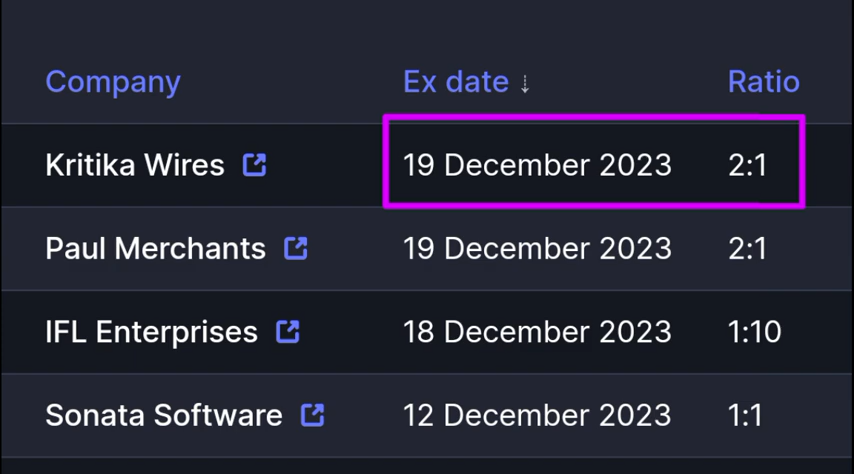 Company Ex date ↓ Ratio
Kritika Wires 19 December 2023 2:1
Paul Merchants 19 December 2023 2:1
IFL Enterprises 18 December 2023 1:10
Sonata Software 12 December 2023 1:1